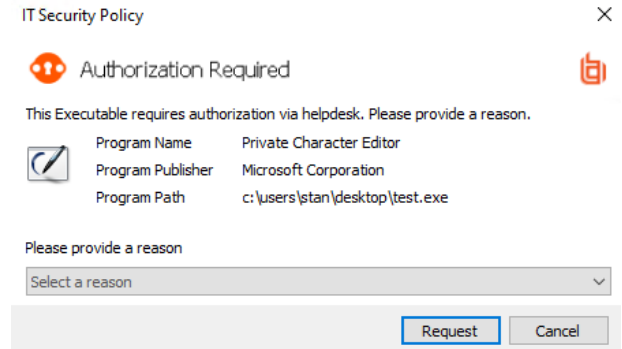 IT Security Policy
Authorization Required
This Executable requires authorization via helpdesk. Please provide a reason.
Program Name Private Character Editor
Program Publisher Microsoft Corporation
Program Path c:\users\stan\desktop\test.exe
Please provide a reason
Select a reason
Request Cancel